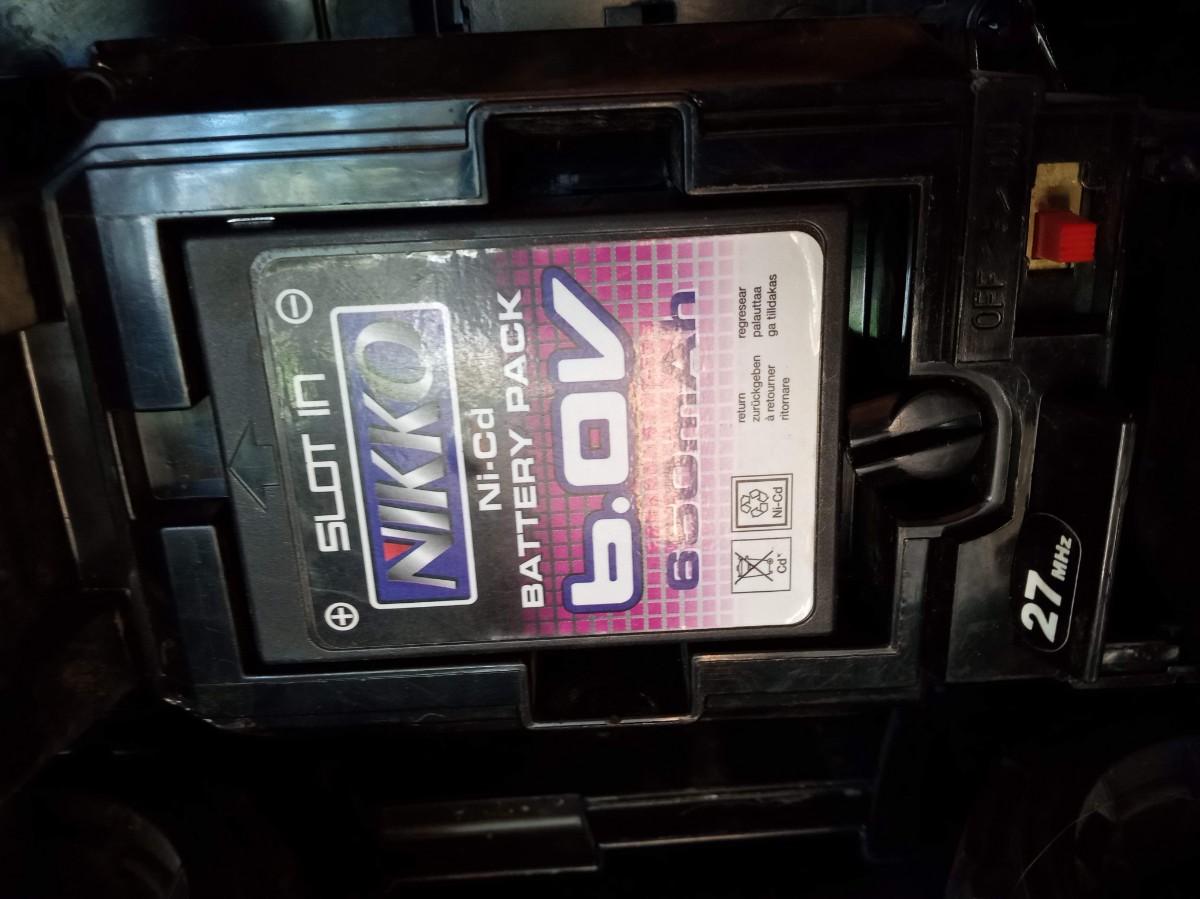 ⊕ ⊖
SLOT IN
NIKKO
Ni-Cd
BATTERY PACK
6.0V
650mAh
return
zurückgeben
à retourner
ritornare
regresear
palauttaa
ga tilldakas
Cd
Ni-Cd
OFF
27 MHz